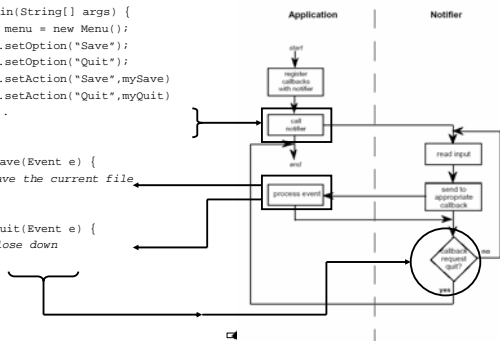 in(String[] args) {
menu = new Menu();
.setOption("Save");
.setOption("Quit");
.setAction("Save",mySave)
.setAction("Quit",myQuit)
.
ave(Event e) {
ave the current file
uit(Event e) {
lose down
Application
Notifier
start
register
callbacks
with notifier
call
notifier
end
read input
process event
send to
appropriate
callback
callback
request
quit?
no
yes